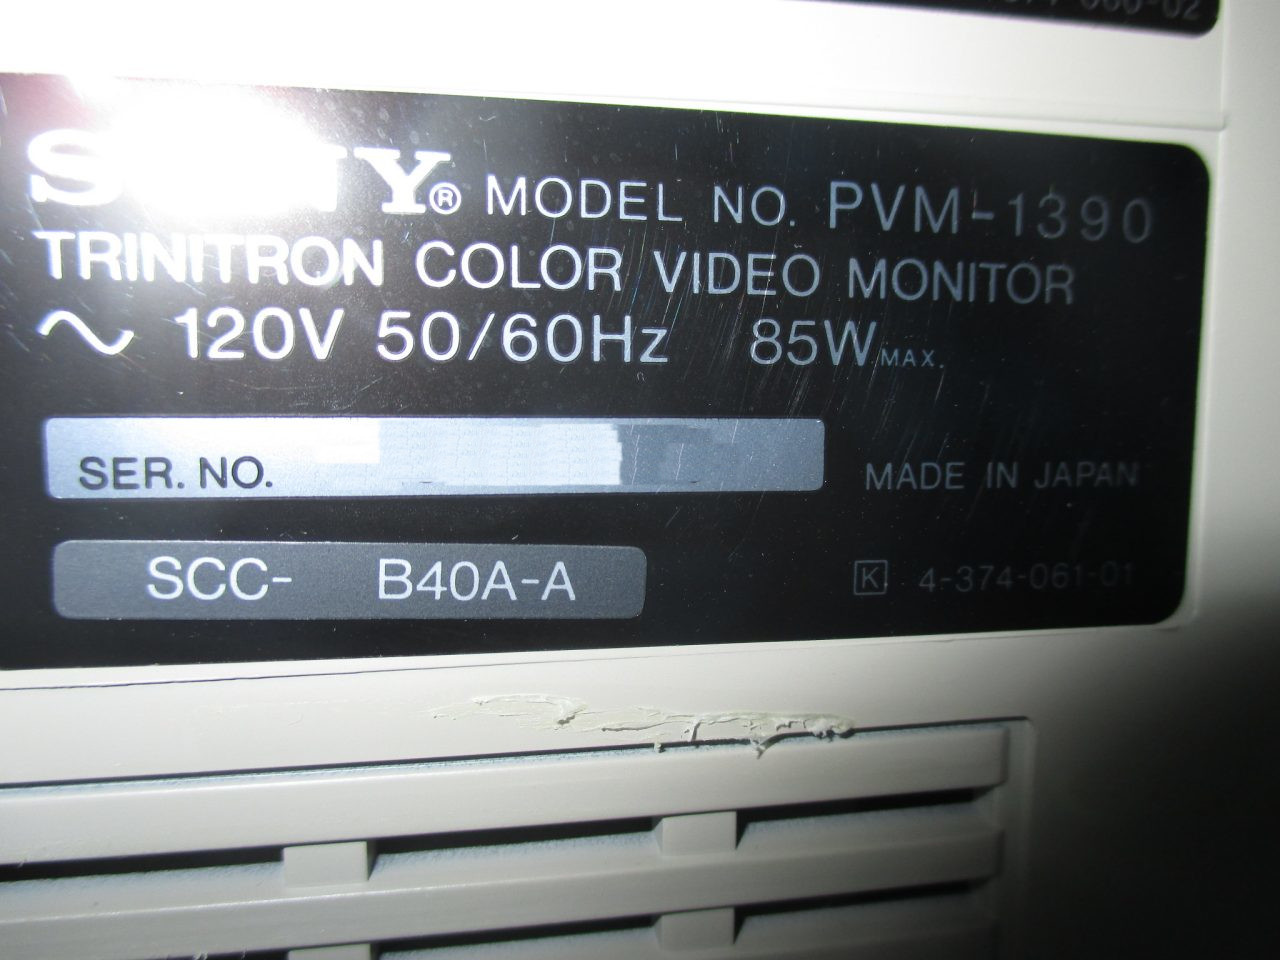 SONY® MODEL NO. PVM-1390
TRINITRON COLOR VIDEO MONITOR
~ 120V 50/60Hz 85W MAX.
SER. NO.
MADE IN JAPAN
SCC- B40A-A
K 4-374-061-01